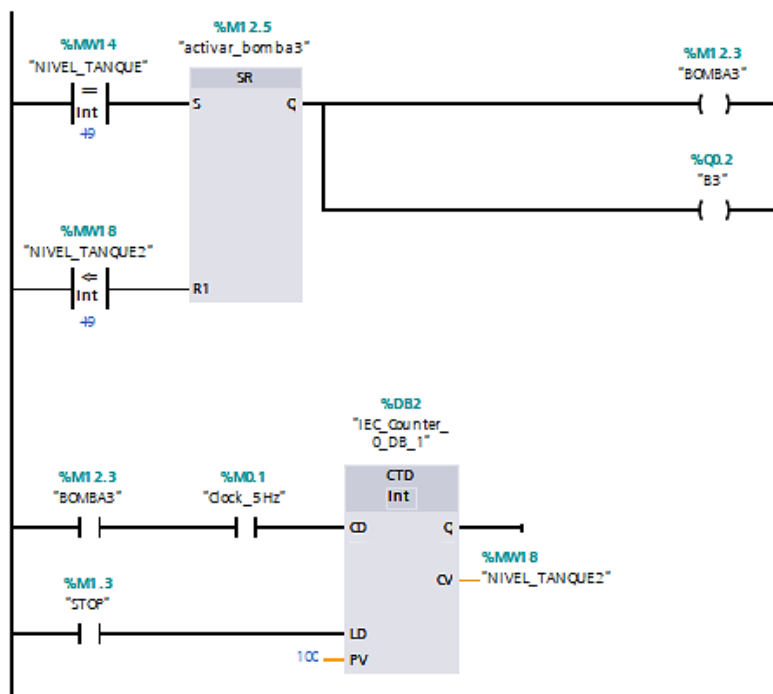 %M12.5
"activar_bomba3"
%MW14
"NIVEL_TANQUE"
==
Int
49
SR
S
Q
%M12.3
"BOMBA3"
%Q0.2
"B3"
%MW18
"NIVEL_TANQUE2"
<=
Int
49
R1
%DB2
"IEC_Counter_
0_DB_1"
CTD
Int
%M12.3
"BOMBA3"
%M0.1
"Clock_5Hz"
CD
Q
CV
%MW18
"NIVEL_TANQUE2"
%M1.3
"STOP"
LD
100
PV